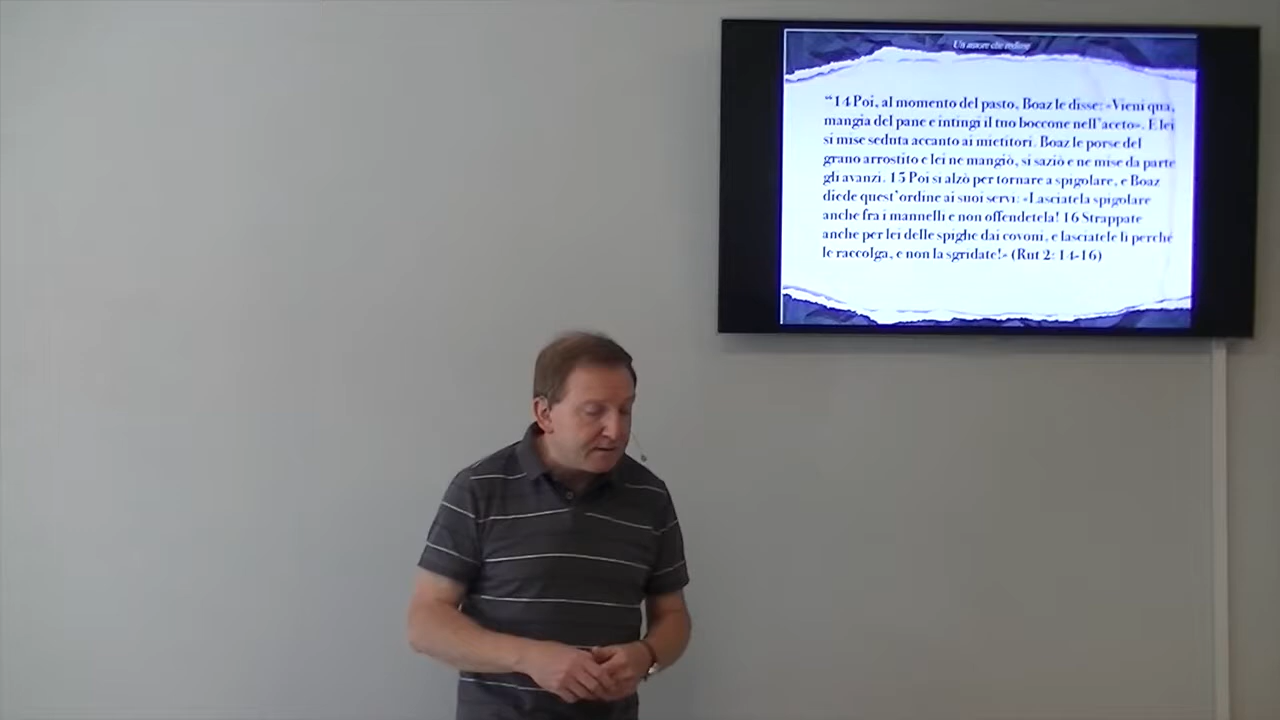 Un amore che redime
“14 Poi, al momento del pasto, Boaz le disse: «Vieni qua,
mangia del pane e intingi il tuo boccone nell'aceto». E lei
si mise seduta accanto ai mietitori. Boaz le porse del
grano arrostito e lei ne mangiò, si saziò e ne mise da parte
gli avanzi. 15 Poi si alzò per tornare a spigolare, e Boaz
diede quest'ordine ai suoi servi: «Lasciatela spigolare
anche fra i mannelli e non offendetela! 16 Strappate
anche per lei delle spighe dai covoni, e lasciatele lì perché
le raccolga, e non la sgridate!» (Rut 2: 14-16)